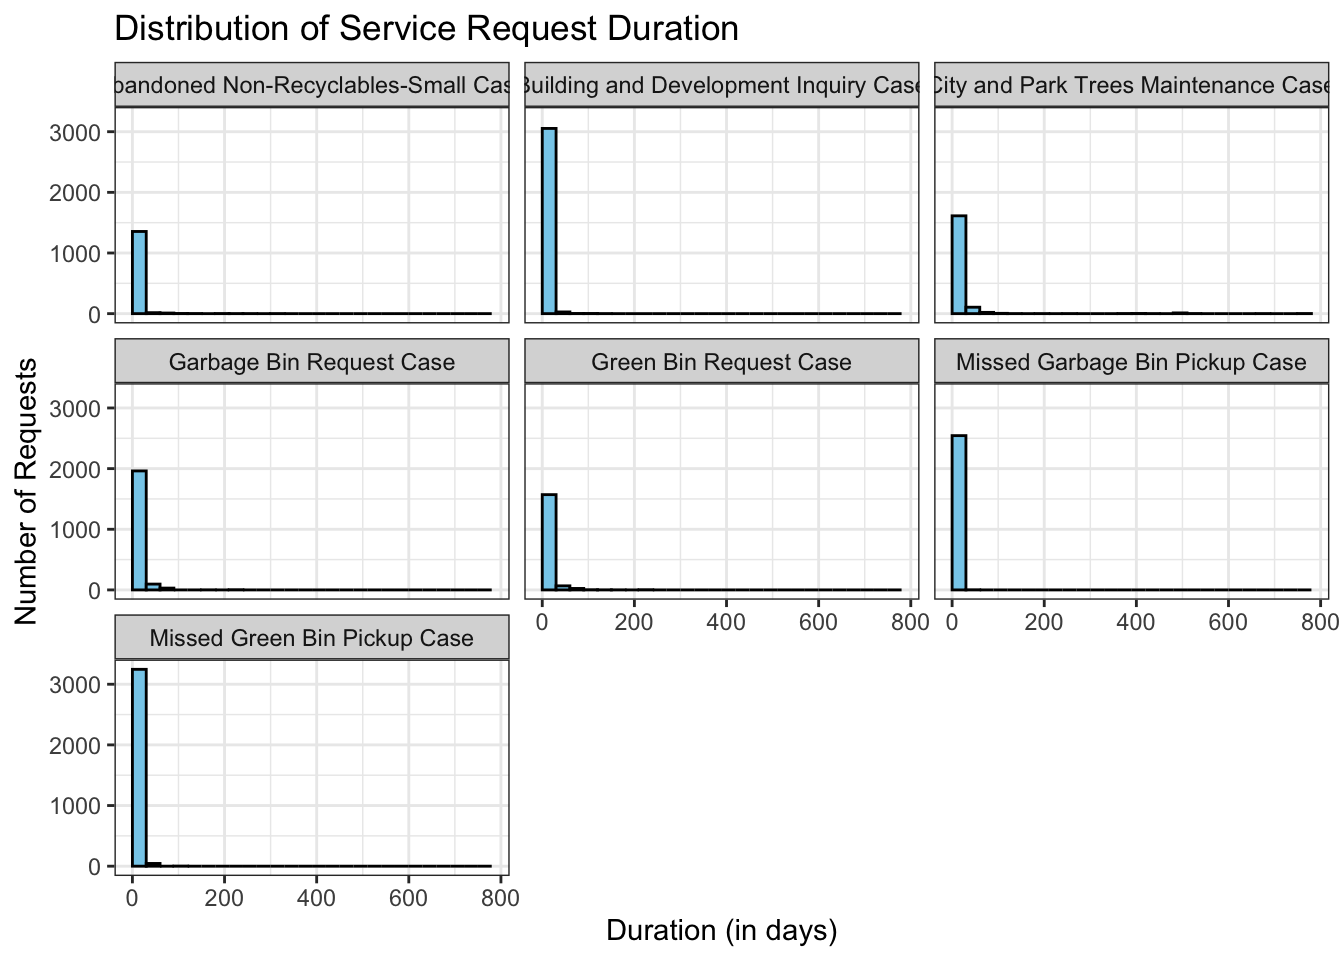 Distribution of Service Request Duration
bandoned Non-Recyclables-Small Cas
Building and Development Inquiry Case
City and Park Trees Maintenance Case
3000
2000
1000
0
Garbage Bin Request Case
Green Bin Request Case
Missed Garbage Bin Pickup Case
3000
2000
1000
0
0 200 400 600 800
0 200 400 600 800
Missed Green Bin Pickup Case
3000
2000
1000
0
0 200 400 600 800
Number of Requests
Duration (in days)